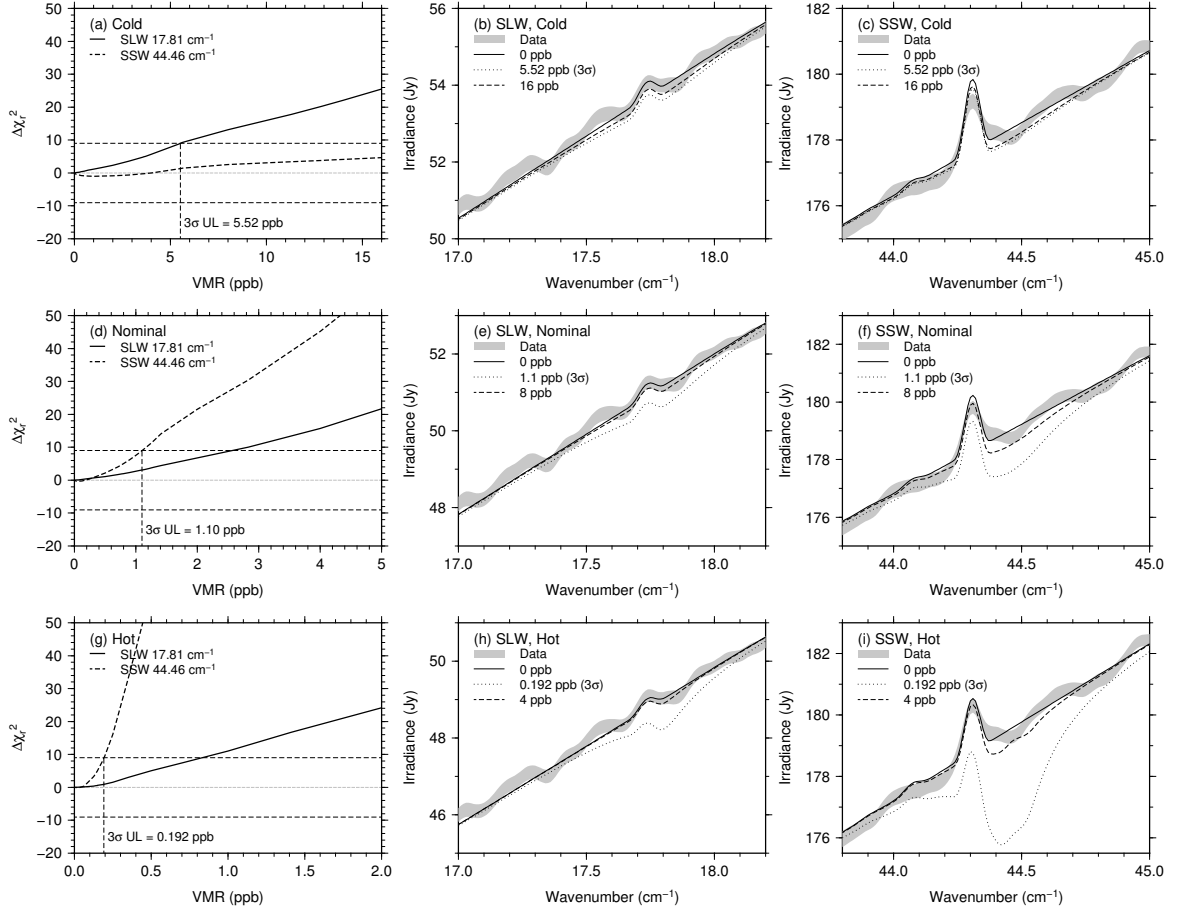 (a) Cold
SLW 17.81 cm⁻¹
SSW 44.46 cm⁻¹
3σ UL = 5.52 ppb
50
40
30
20
10
0
−10
−20
Δχᵣ²
0
5
10
15
VMR (ppb)
(b) SLW, Cold
Data
0 ppb
5.52 ppb (3σ)
16 ppb
56
54
52
50
Irradiance (Jy)
17.0
17.5
18.0
Wavenumber (cm⁻¹)
(c) SSW, Cold
Data
0 ppb
5.52 ppb (3σ)
16 ppb
182
180
178
176
Irradiance (Jy)
44.0
44.5
45.0
Wavenumber (cm⁻¹)
(d) Nominal
SLW 17.81 cm⁻¹
SSW 44.46 cm⁻¹
3σ UL = 1.10 ppb
50
40
30
20
10
0
−10
−20
Δχᵣ²
0
1
2
3
4
5
VMR (ppb)
(e) SLW, Nominal
Data
0 ppb
1.1 ppb (3σ)
8 ppb
52
50
48
Irradiance (Jy)
17.0
17.5
18.0
Wavenumber (cm⁻¹)
(f) SSW, Nominal
Data
0 ppb
1.1 ppb (3σ)
8 ppb
182
180
178
176
Irradiance (Jy)
44.0
44.5
45.0
Wavenumber (cm⁻¹)
(g) Hot
SLW 17.81 cm⁻¹
SSW 44.46 cm⁻¹
3σ UL = 0.192 ppb
50
40
30
20
10
0
−10
−20
Δχᵣ²
0.0
0.5
1.0
1.5
2.0
VMR (ppb)
(h) SLW, Hot
Data
0 ppb
0.192 ppb (3σ)
4 ppb
50
48
46
Irradiance (Jy)
17.0
17.5
18.0
Wavenumber (cm⁻¹)
(i) SSW, Hot
Data
0 ppb
0.192 ppb (3σ)
4 ppb
182
180
178
176
Irradiance (Jy)
44.0
44.5
45.0
Wavenumber (cm⁻¹)